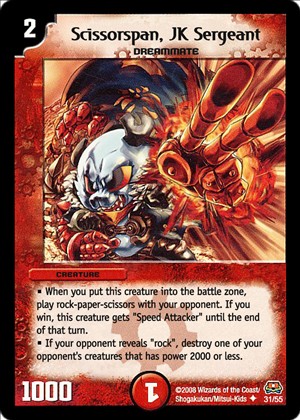 2
Scissorspan, JK Sergeant
DREAMMATE
CREATURE
▪ When you put this creature into the battle zone,
play rock-paper-scissors with your opponent. If you
win, this creature gets "Speed Attacker" until the
end of that turn.
▪ If your opponent reveals "rock", destroy one of your
opponent's creatures that has power 2000 or less.
1000
1
©2008 Wizards of the Coast/
Shogakukan/Mitsui-Kids ✦ 31/55